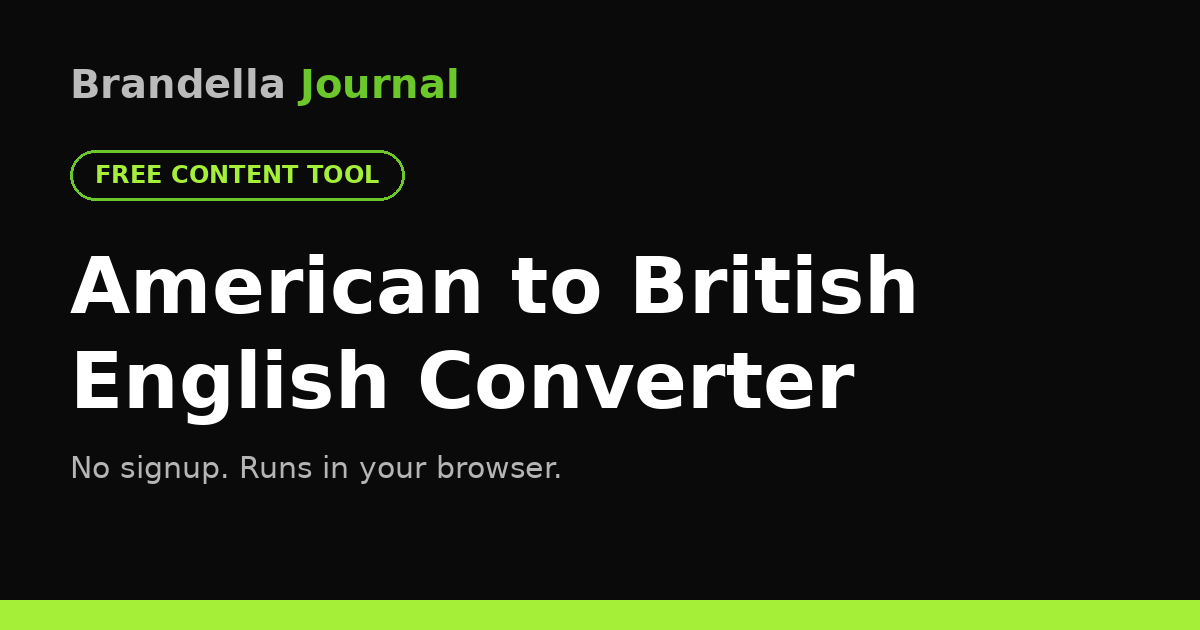 Brandella Journal
FREE CONTENT TOOL
American to British
English Converter
No signup. Runs in your browser.